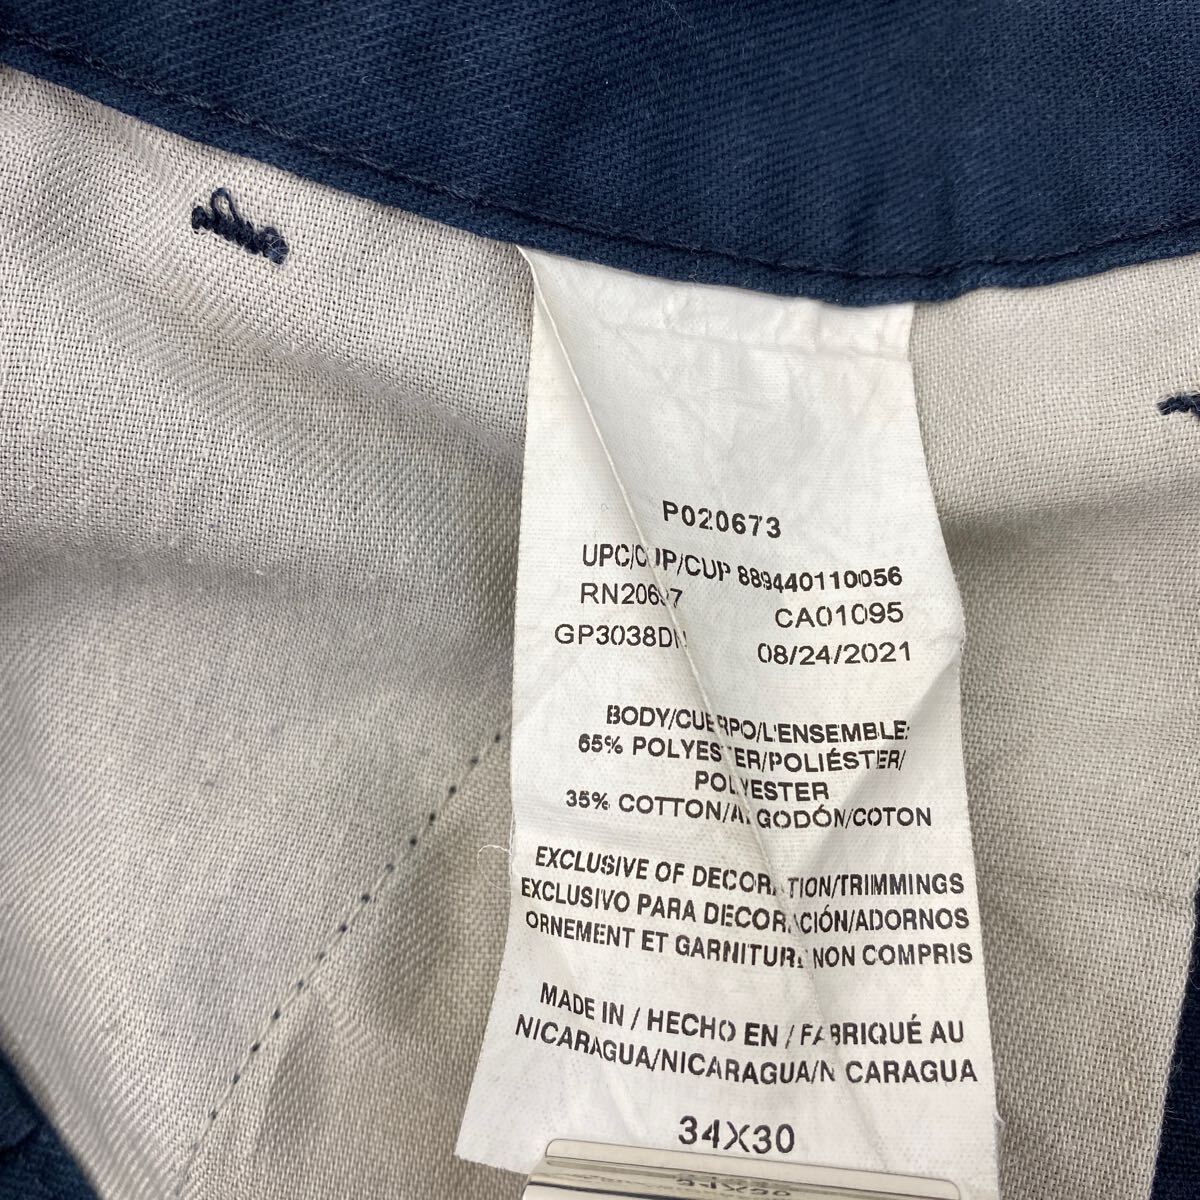 P020673
UPC/CUP/CUP 889440110056
CA01095
08/24/2021
BODY/CUERPO/L'ENSEMBLE:
65% POLYESTER/POLIÉSTER/
POLYESTER
35% COTTON/ALGODÓN/COTON
EXCLUSIVE OF DECORATION/TRIMMINGS
EXCLUSIVO PARA DECORACIÓN/ADORNOS
ORNEMENT ET GARNITURE NON COMPRIS
MADE IN / HECHO EN / FABRIQUÉ AU
NICARAGUA/NICARAGUA/NICARAGUA
34X30
34X30